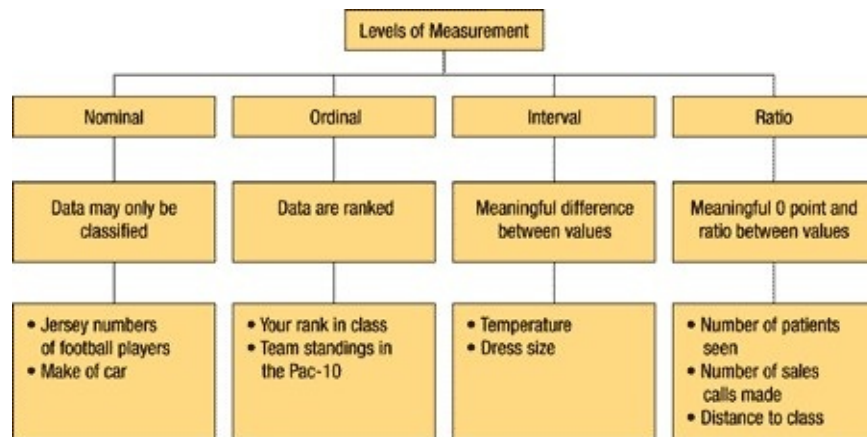 Levels of Measurement
Nominal
Ordinal
Interval
Ratio
Data may only be
classified
Data are ranked
Meaningful difference
between values
Meaningful 0 point and
ratio between values
• Jersey numbers
of football players
• Make of car
• Your rank in class
• Team standings in
the Pac-10
• Temperature
• Dress size
• Number of patients
seen
• Number of sales
calls made
• Distance to class